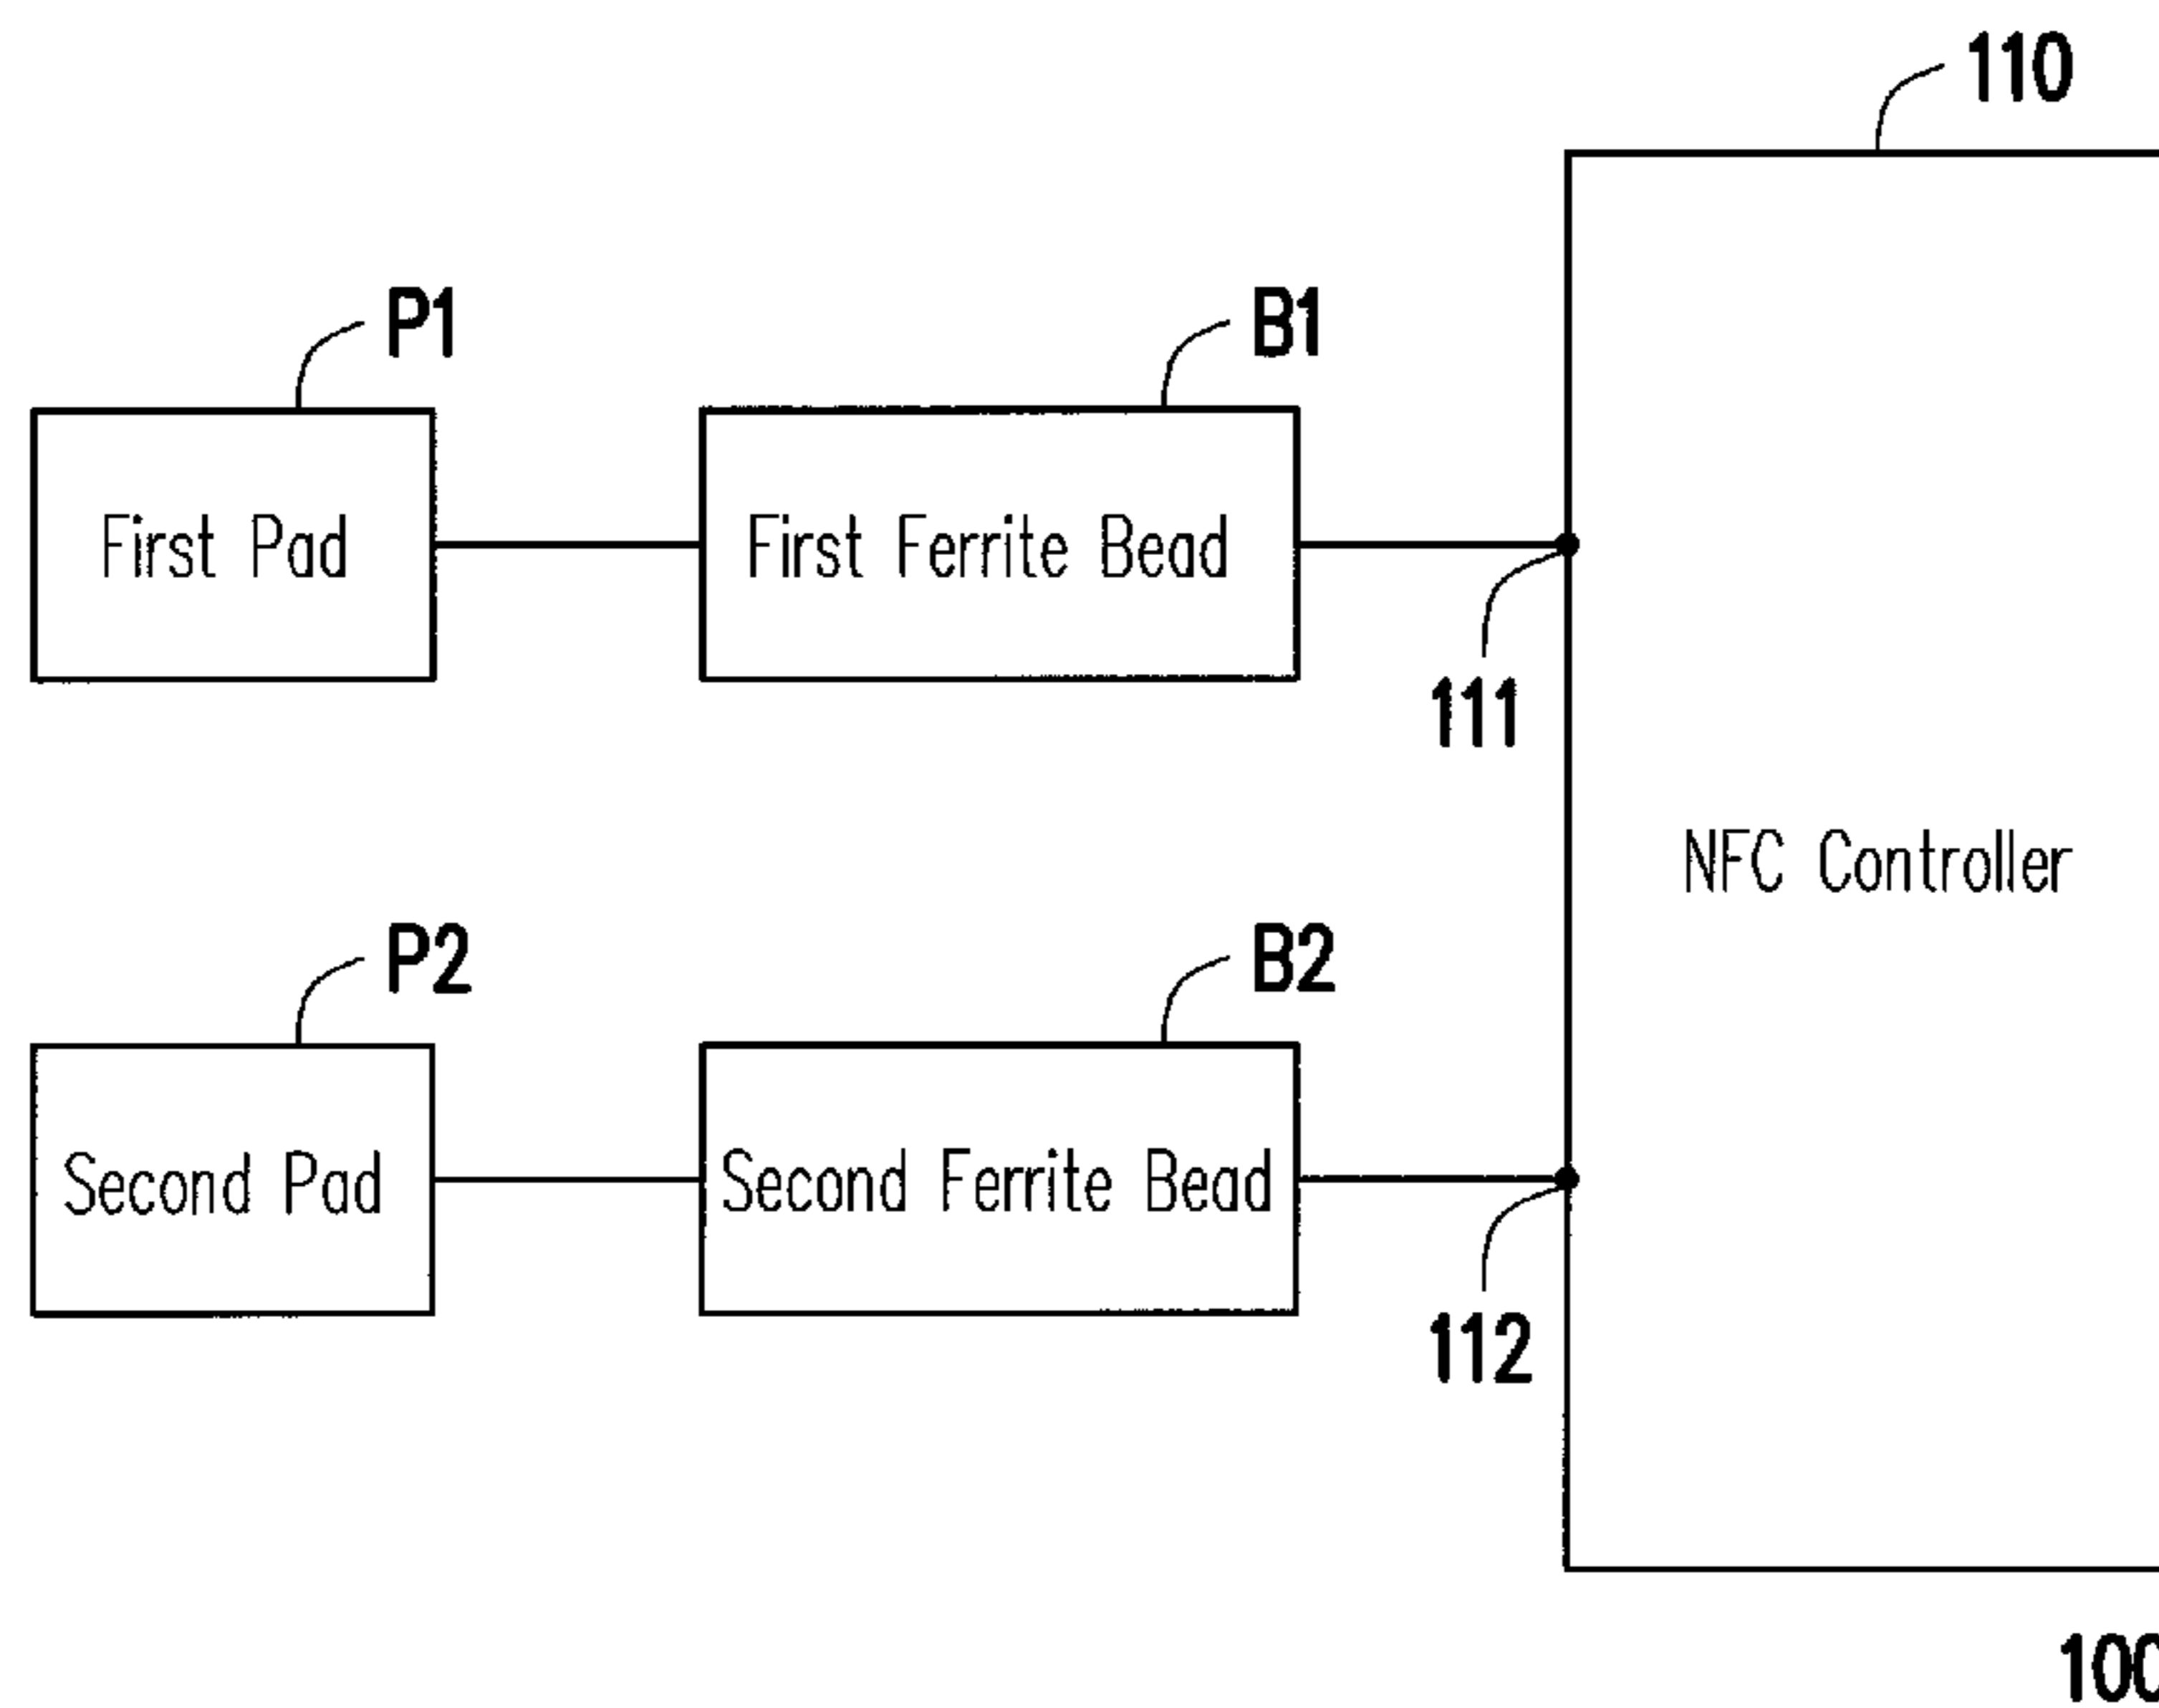 110
P1
B1
First Pad
First Ferrite Bead
111
NFC Controller
P2
B2
Second Pad
Second Ferrite Bead
112
100